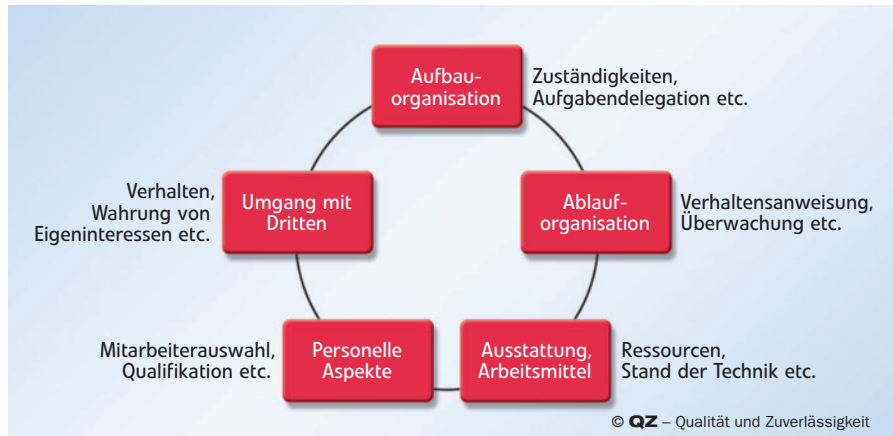 Aufbau-
organisation
Zuständigkeiten,
Aufgabendelegation etc.
Verhalten,
Wahrung von
Eigeninteressen etc.
Umgang mit
Dritten
Ablauf-
organisation
Verhaltensanweisung,
Überwachung etc.
Mitarbeiterauswahl,
Qualifikation etc.
Personelle
Aspekte
Ausstattung,
Arbeitsmittel
Ressourcen,
Stand der Technik etc.
© QZ – Qualität und Zuverlässigkeit